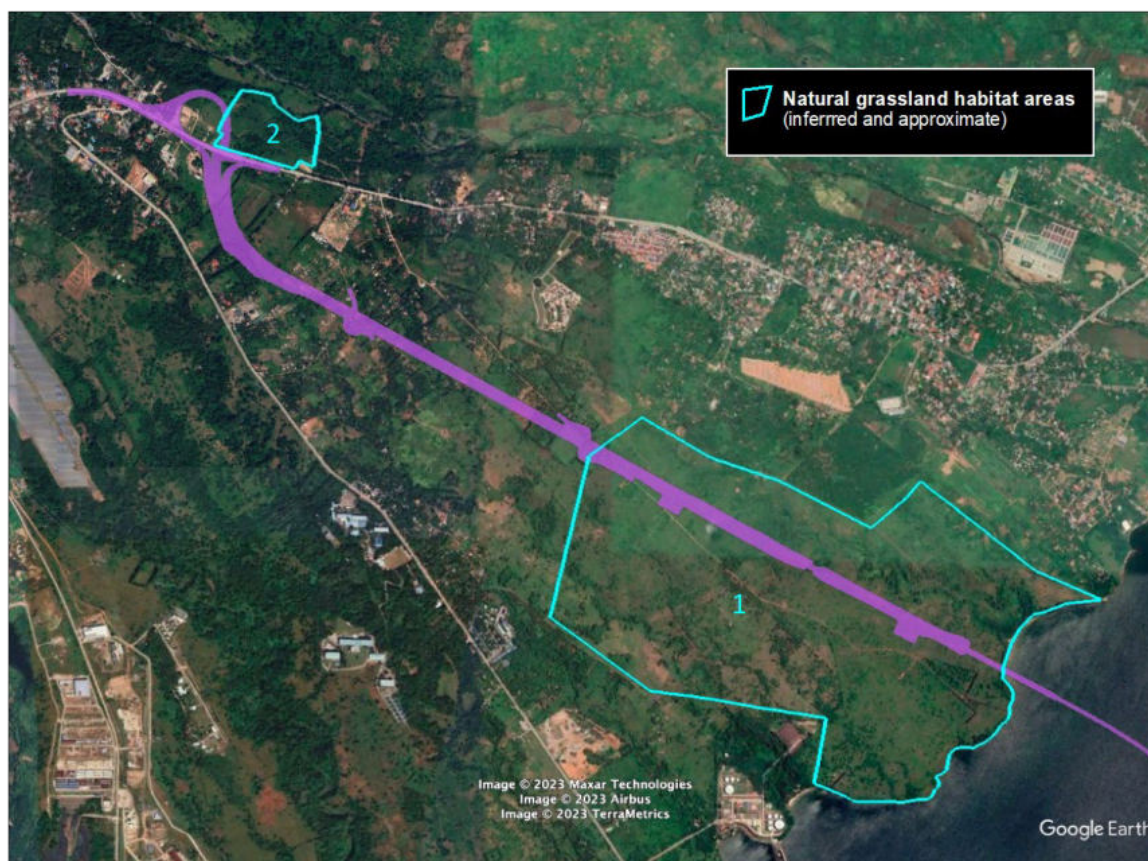 Natural grassland habitat areas
(inferrred and approximate)
2
1
Image © 2023 Maxar Technologies
Image © 2023 Airbus
Image © 2023 TerraMetrics
Google Earth